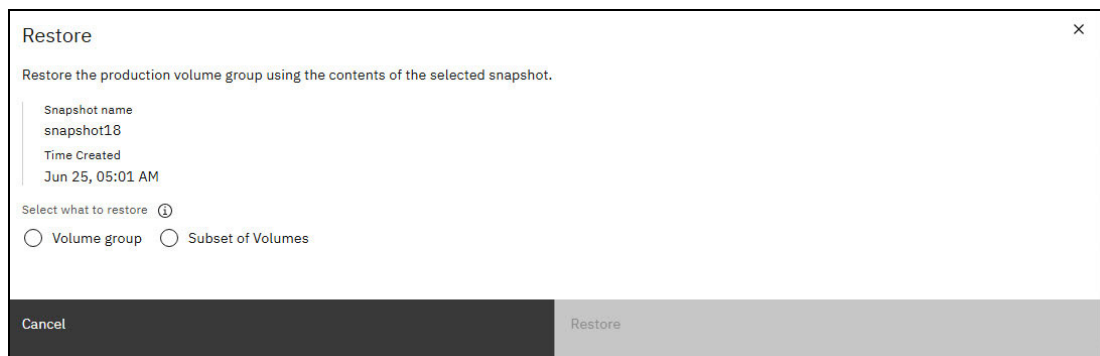 Restore
Restore the production volume group using the contents of the selected snapshot.
Snapshot name
snapshot18
Time Created
Jun 25, 05:01 AM
Select what to restore
Volume group Subset of Volumes
Cancel Restore